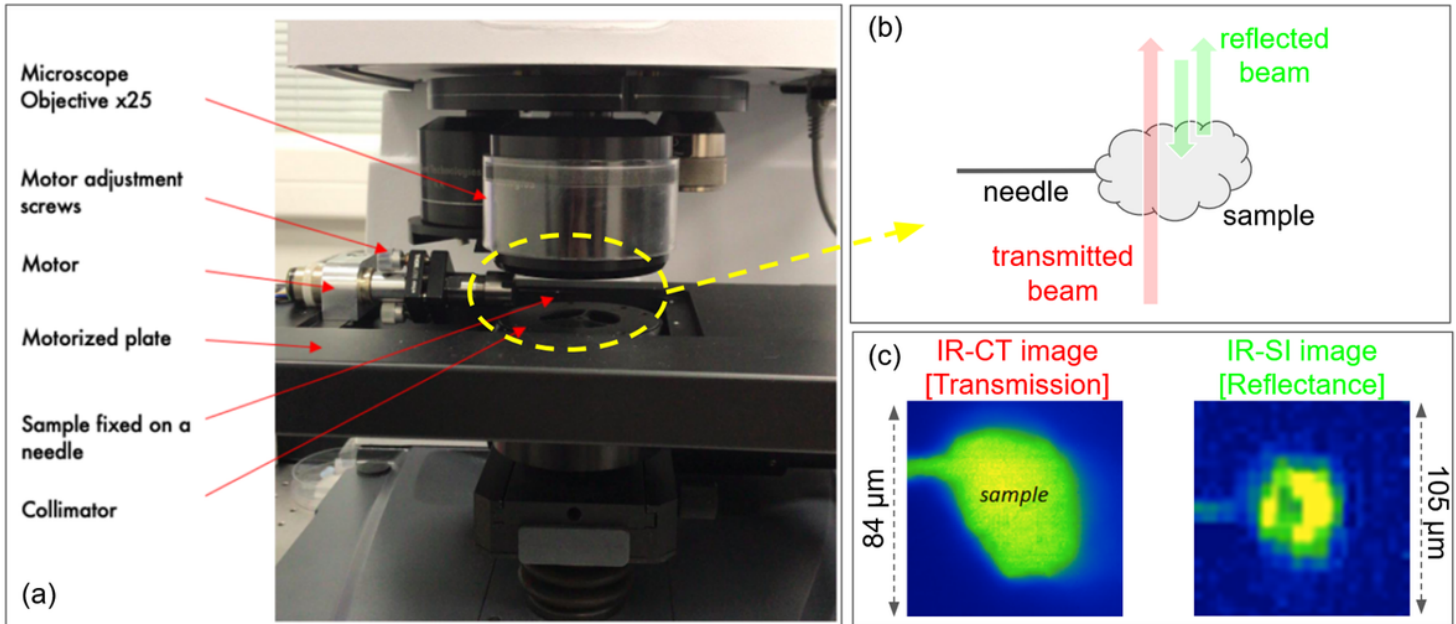 Microscope
Objective x25
Motor adjustment
screws
Motor
Motorized plate
Sample fixed on a
needle
Collimator
(a)
(b)
reflected
beam
needle
sample
transmitted
beam
(c)
IR-CT image
[Transmission]
IR-SI image
[Reflectance]
84 µm
sample
105 µm